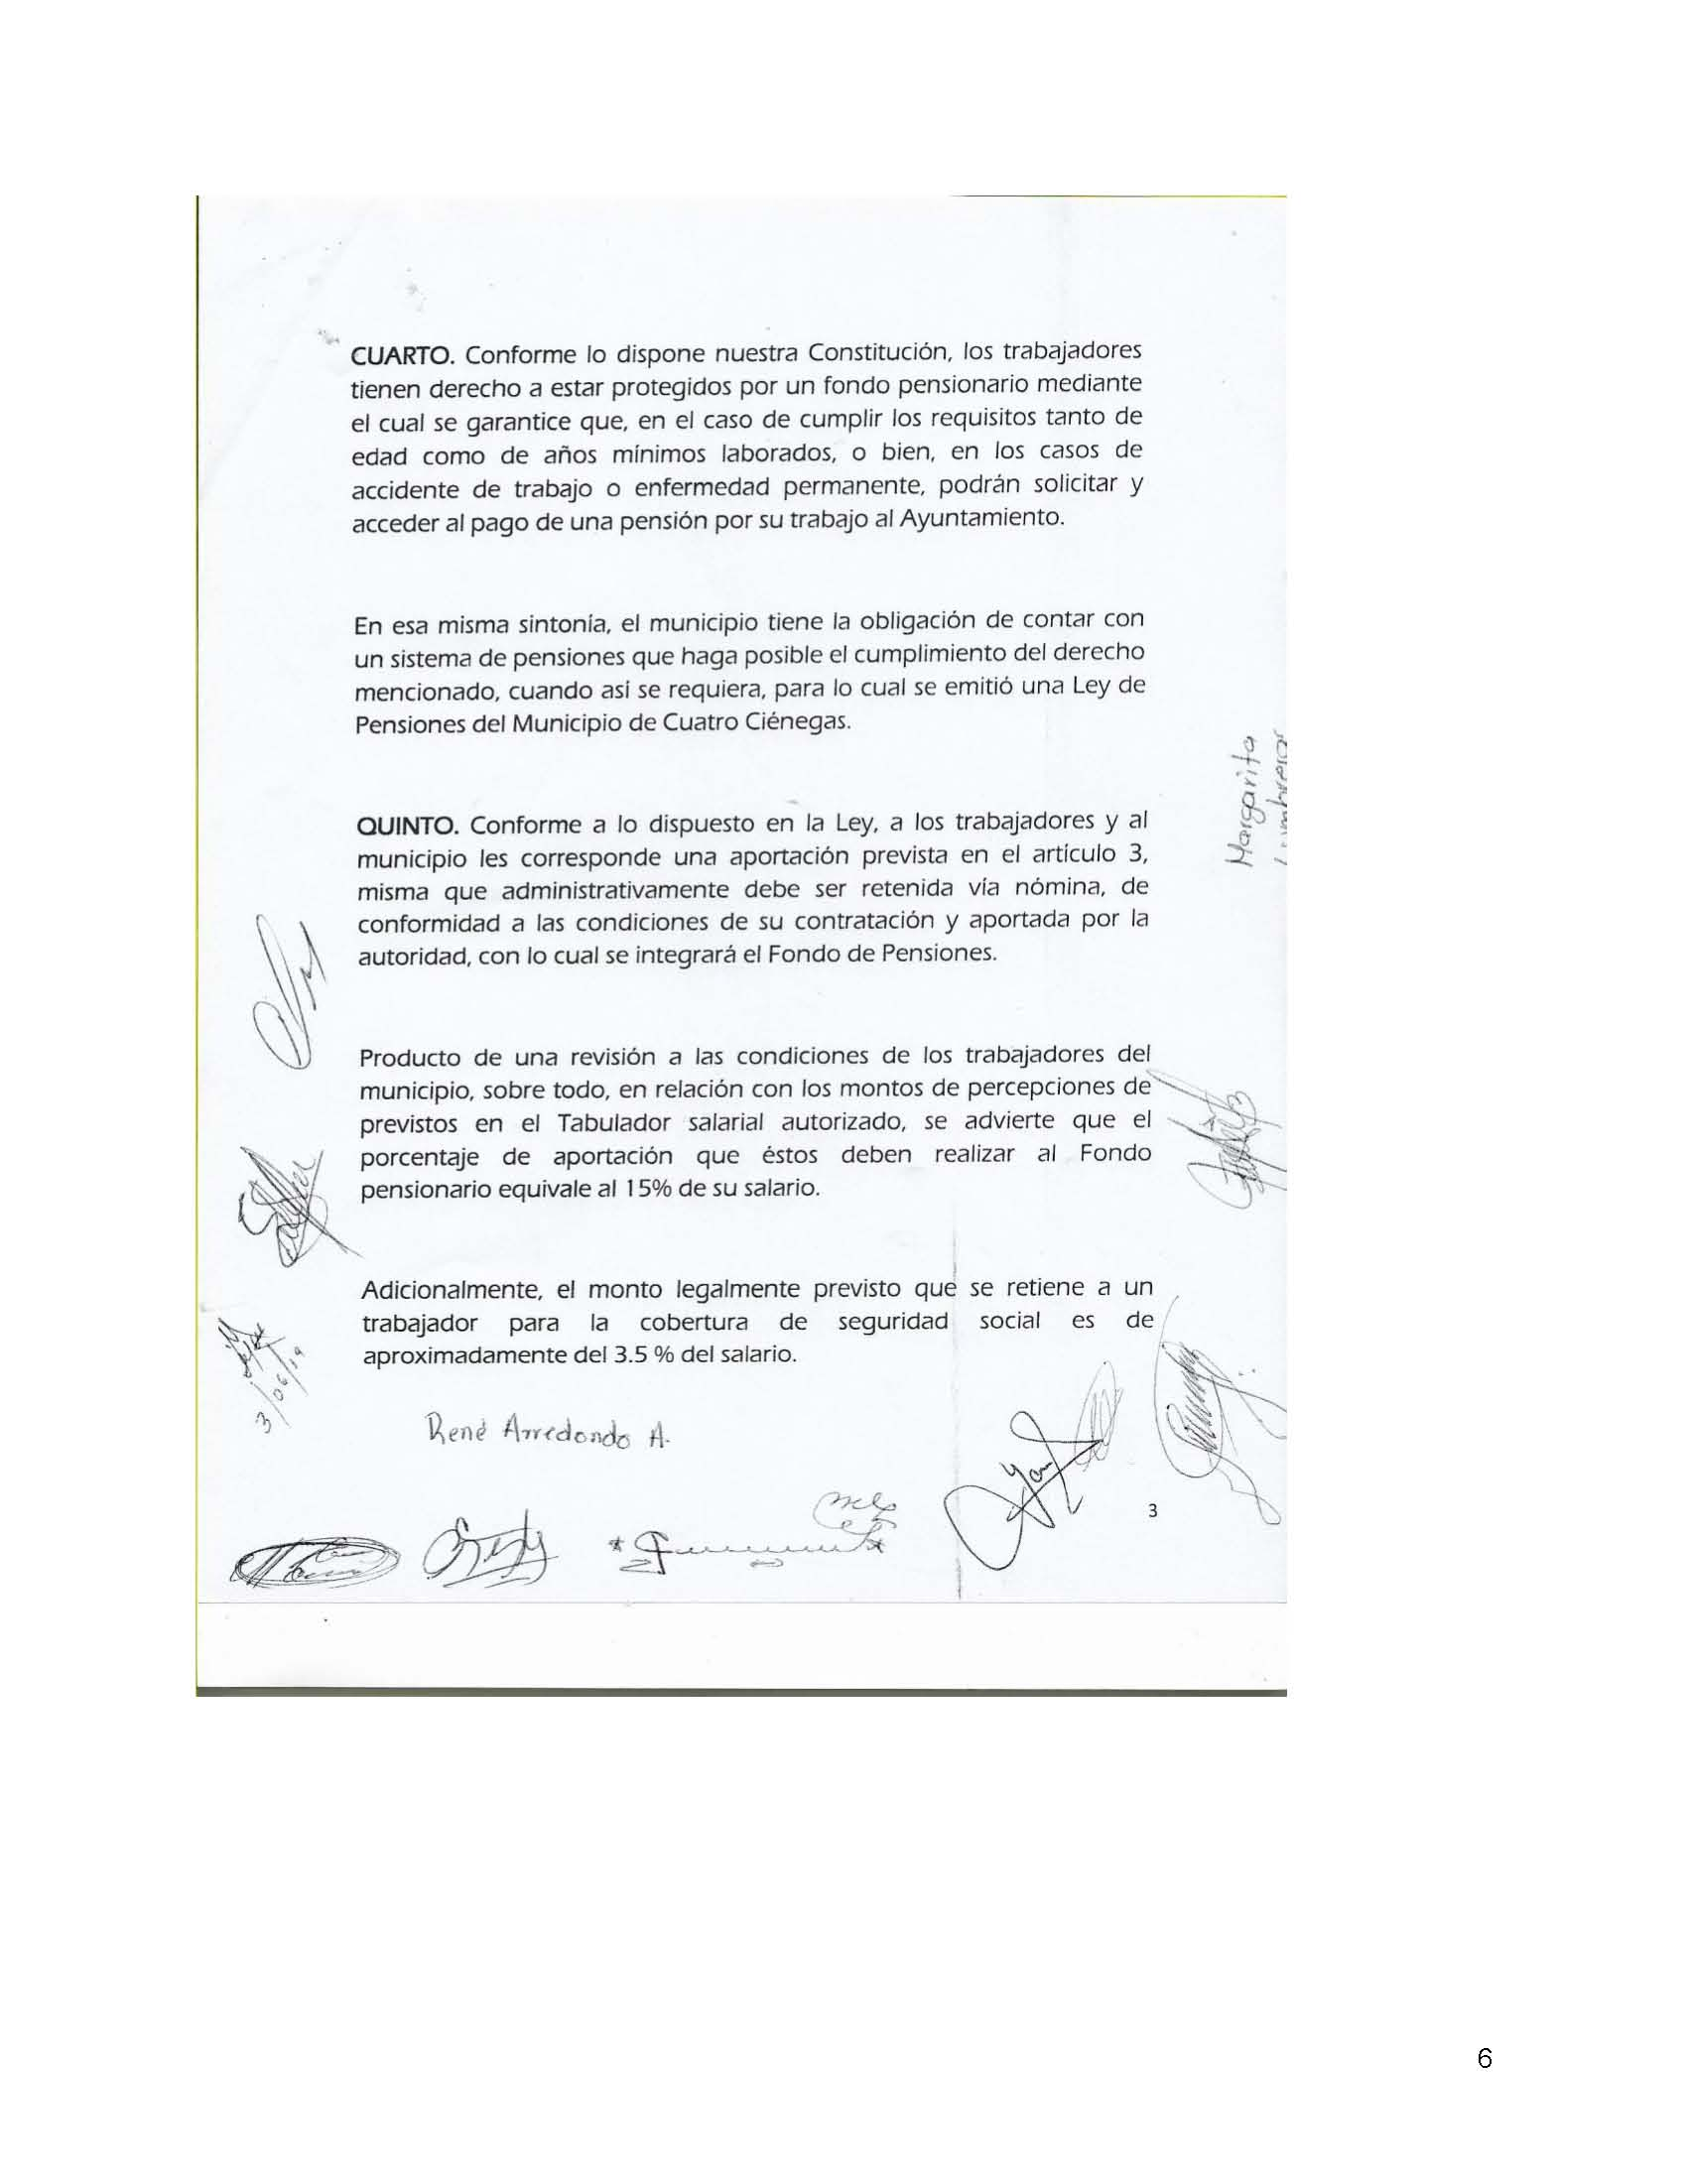 CUARTO. Conforme lo dispone nuestra Constitución, los trabajadores
tienen derecho a estar protegidos por un fondo pensionario mediante
el cual se garantice que, en el caso de cumplir los requisitos tanto de
edad como de años mínimos laborados, o bien, en los casos de
accidente de trabajo o enfermedad permanente, podrán solicitar y
acceder al pago de una pensión por su trabajo al Ayuntamiento.
En esa misma sintonía, el municipio tiene la obligación de contar con
un sistema de pensiones que haga posible el cumplimiento del derecho
mencionado, cuando así se requiera, para lo cual se emitió una Ley de
Pensiones del Municipio de Cuatro Ciénegas.
Margarita
QUINTO. Conforme a lo dispuesto en la Ley, a los trabajadores y al
municipio les corresponde una aportación prevista en el artículo 3,
misma que administrativamente debe ser retenida vía nómina, de
conformidad a las condiciones de su contratación y aportada por la
autoridad, con lo cual se integrará el Fondo de Pensiones.
Producto de una revisión a las condiciones de los trabajadores del
municipio, sobre todo, en relación con los montos de percepciones de
previstos en el Tabulador salarial autorizado, se advierte que el
porcentaje de aportación que éstos deben realizar al Fondo
pensionario equivale al 15% de su salario.
Adicionalmente, el monto legalmente previsto que se retiene a un
trabajador para la cobertura de seguridad social es de
aproximadamente del 3.5 % del salario.
3/06/19
René Arredondo A.
3
6